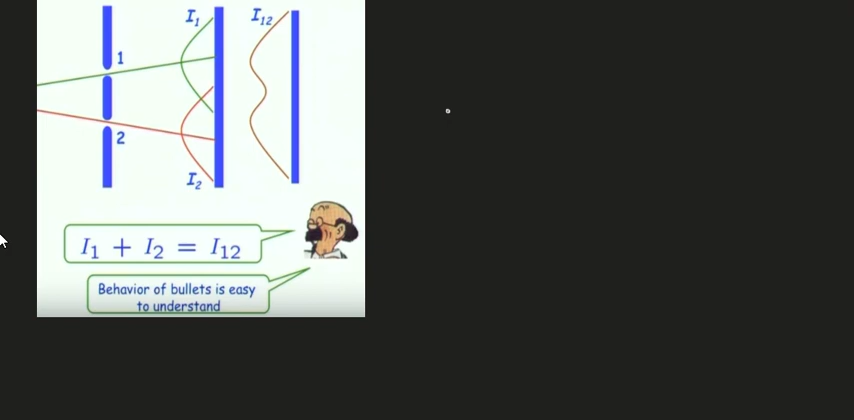 I₁
I₁₂
1
2
I₂
I₁ + I₂ = I₁₂
Behavior of bullets is easy
to understand